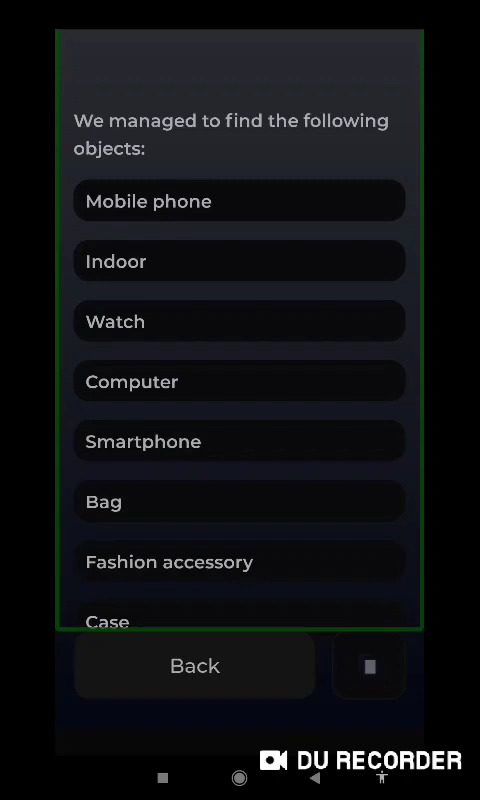 We managed to find the following
objects:
Mobile phone
Indoor
Watch
Computer
Smartphone
Bag
Fashion accessory
Case
Back
DU RECORDER